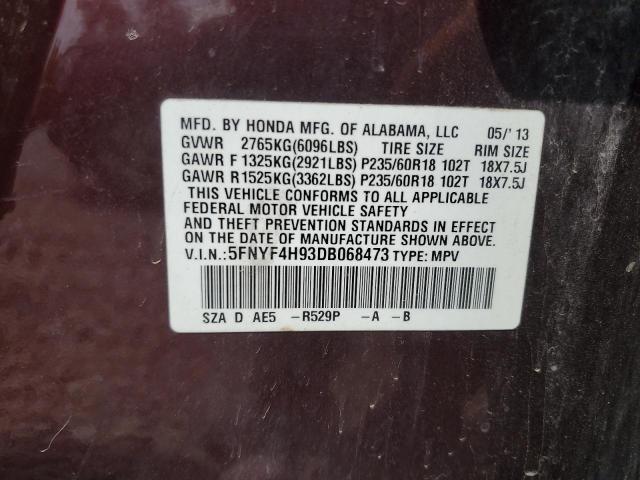 MFD. BY HONDA MFG. OF ALABAMA, LLC 05/'13
GVWR 2765KG(6096LBS) TIRE SIZE RIM SIZE
GAWR F 1325KG(2921LBS) P235/60R18 102T 18X7.5J
GAWR R1525KG(3362LBS) P235/60R18 102T 18X7.5J
THIS VEHICLE CONFORMS TO ALL APPLICABLE
FEDERAL MOTOR VEHICLE SAFETY
AND THEFT PREVENTION STANDARDS IN EFFECT
ON THE DATE OF MANUFACTURE SHOWN ABOVE.
V.I.N.: 5FNYF4H93DB068473 TYPE: MPV
SZA D AE5 -R529P -A -B